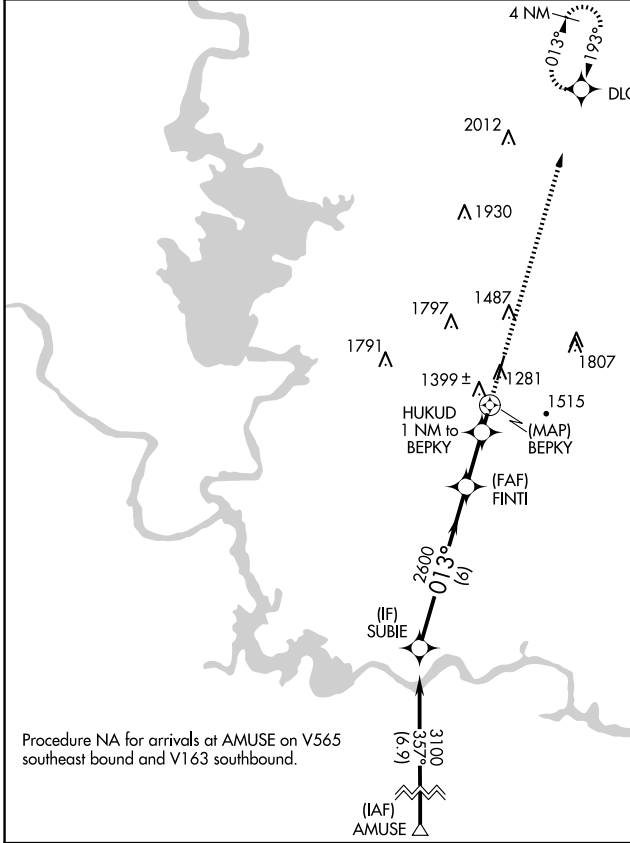 4 NM
013°
193°
DLO
2012
1930
1797
1487
1791
1807
1399 ±
1281
1515
HUKUD
1 NM to
BEPKY
(MAP)
BEPKY
(FAF)
FINTI
2600
013°
(6)
(IF)
SUBIE
3100
357°
(6.9)
Procedure NA for arrivals at AMUSE on V565
southeast bound and V163 southbound.
(IAF)
AMUSE